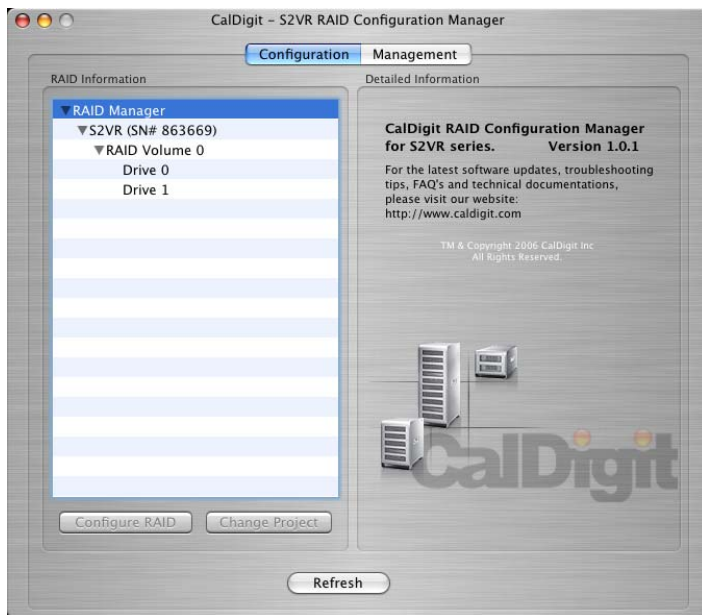 CalDigit – S2VR RAID Configuration Manager
Configuration Management
RAID Information
RAID Manager
S2VR (SN# 863669)
RAID Volume 0
Drive 0
Drive 1
Configure RAID Change Project
Detailed Information
CalDigit RAID Configuration Manager
for S2VR series. Version 1.0.1
For the latest software updates, troubleshooting
tips, FAQ's and technical documentations,
please visit our website:
http://www.caldigit.com
TM & Copyright 2006 CalDigit Inc
All Rights Reserved.
CalDigit
Refresh